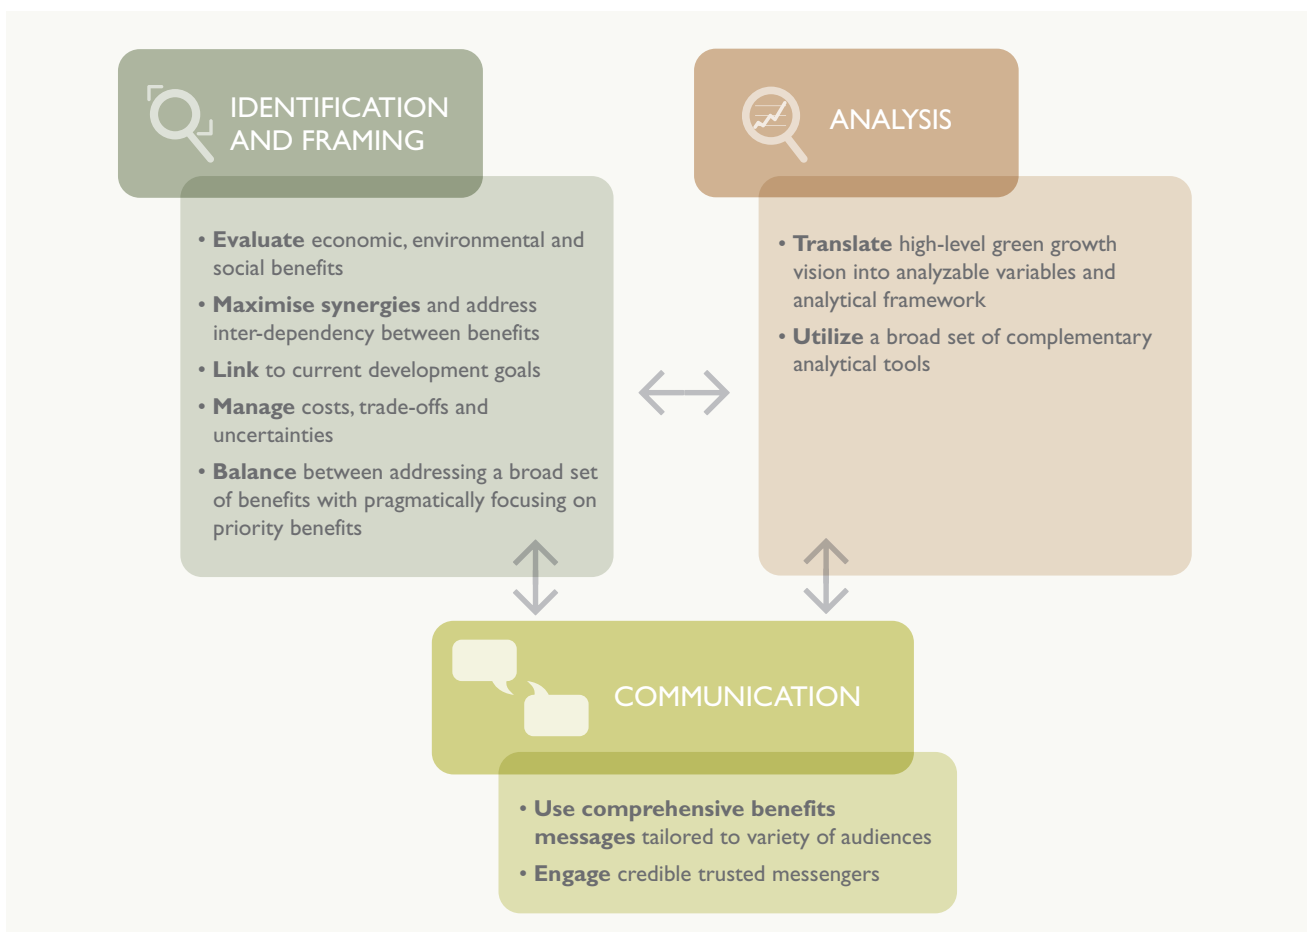 IDENTIFICATION
AND FRAMING
• Evaluate economic, environmental and
social benefits
• Maximise synergies and address
inter-dependency between benefits
• Link to current development goals
• Manage costs, trade-offs and
uncertainties
• Balance between addressing a broad set
of benefits with pragmatically focusing on
priority benefits
ANALYSIS
• Translate high-level green growth
vision into analyzable variables and
analytical framework
• Utilize a broad set of complementary
analytical tools
COMMUNICATION
• Use comprehensive benefits
messages tailored to variety of audiences
• Engage credible trusted messengers